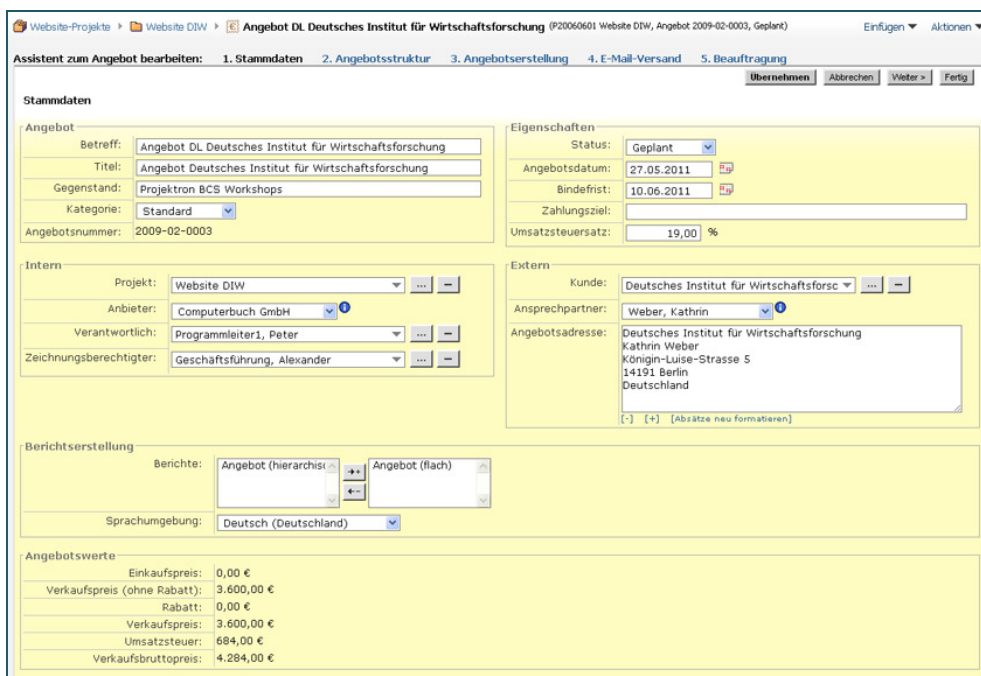 Website-Projekte Website DIW € Angebot DL Deutsches Institut für Wirtschaftsforschung (P20060601 Website DIW, Angebot 2009-02-0003, Geplant) Einfügen Aktionen
Assistent zum Angebot bearbeiten: 1. Stammdaten 2. Angebotsstruktur 3. Angebotserstellung 4. E-Mail-Versand 5. Beauftragung
Übernehmen Abbrechen Weiter > Fertig
Stammdaten
Angebot
Betreff: Angebot DL Deutsches Institut für Wirtschaftsforschung
Titel: Angebot Deutsches Institut für Wirtschaftsforschung
Gegenstand: Projektron BCS Workshops
Kategorie: Standard
Angebotsnummer: 2009-02-0003
Eigenschaften
Status: Geplant
Angebotsdatum: 27.05.2011
Bindefrist: 10.06.2011
Zahlungsziel:
Umsatzsteuersatz: 19,00 %
Intern
Projekt: Website DIW ... –
Anbieter: Computerbuch GmbH
Verantwortlich: Programmleiter1, Peter ... –
Zeichnungsberechtigter: Geschäftsführung, Alexander ... –
Extern
Kunde: Deutsches Institut für Wirtschaftsforsc ... –
Ansprechpartner: Weber, Kathrin
Angebotsadresse: Deutsches Institut für Wirtschaftsforschung
Kathrin Weber
Königin-Luise-Strasse 5
14191 Berlin
Deutschland
[-] [+] [Absätze neu formatieren]
Berichtserstellung
Berichte: Angebot (hierarchisc Angebot (flach)
Sprachumgebung: Deutsch (Deutschland)
Angebotswerte
Einkaufspreis: 0,00 €
Verkaufspreis (ohne Rabatt): 3.600,00 €
Rabatt: 0,00 €
Verkaufspreis: 3.600,00 €
Umsatzsteuer: 684,00 €
Verkaufsbruttopreis: 4.284,00 €